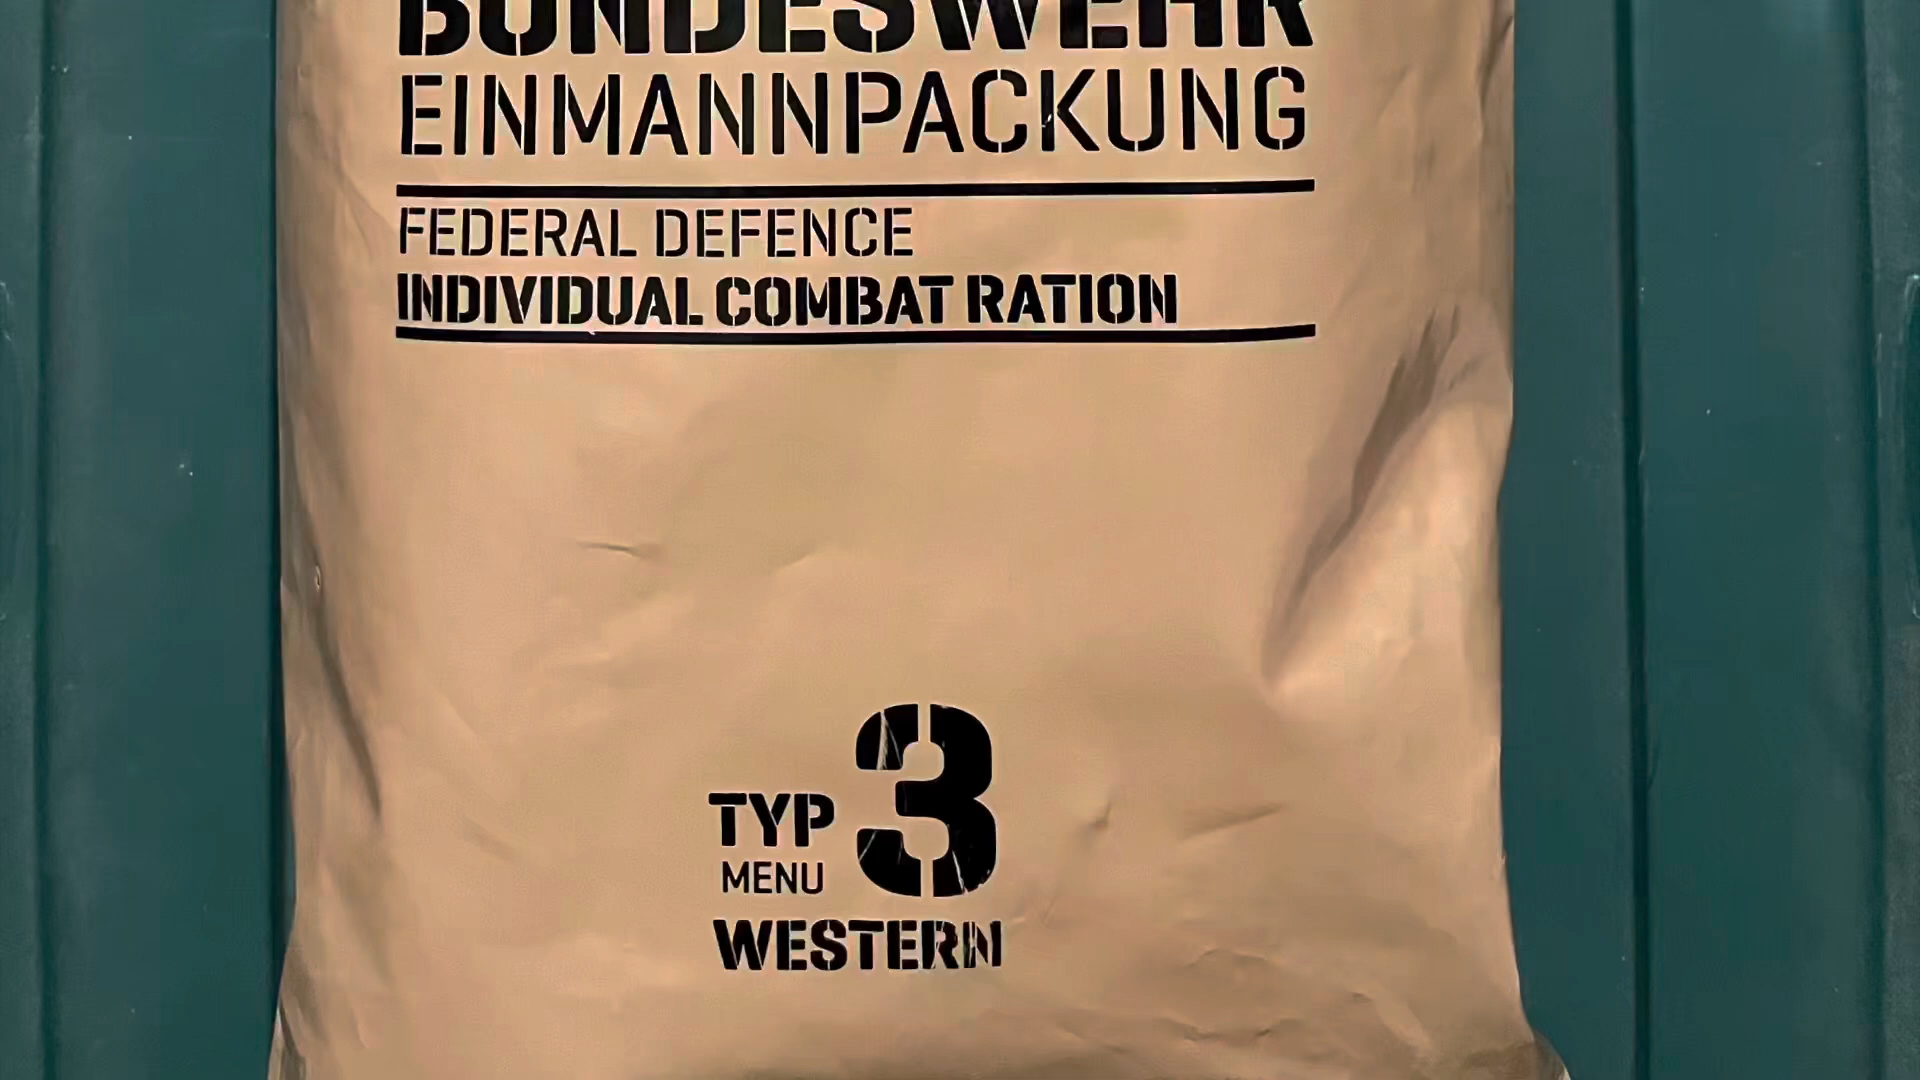 BUNDESWEHR
EINMANNPACKUNG
FEDERAL DEFENCE
INDIVIDUAL COMBAT RATION
TYP 3
MENU
WESTERN